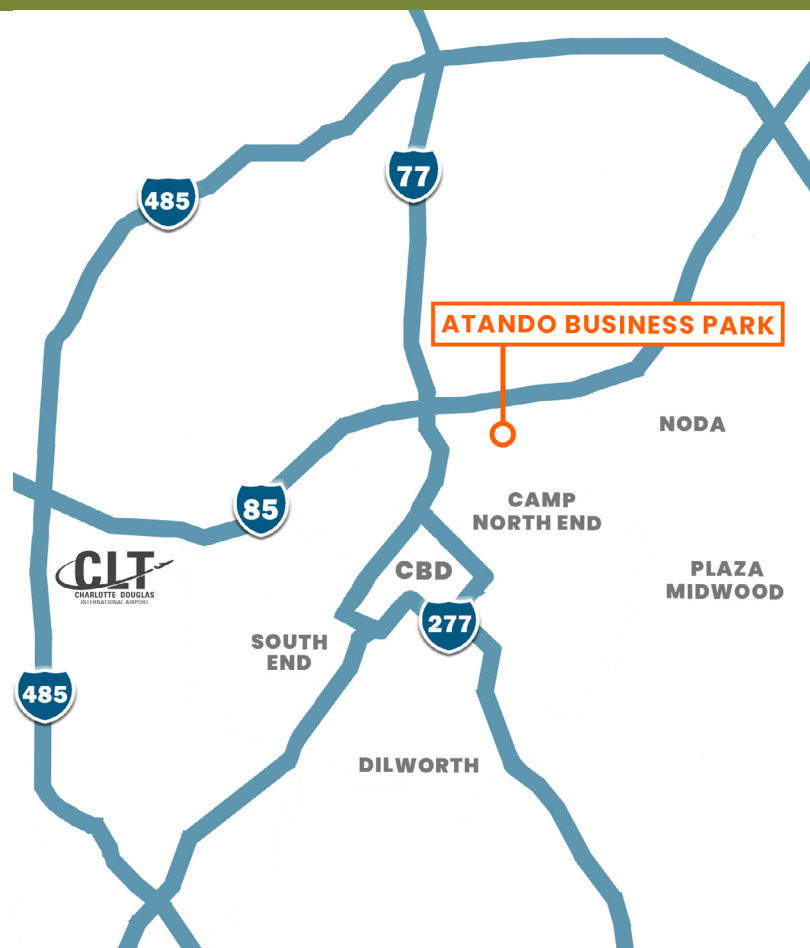 77
485
ATANDO BUSINESS PARK
NODA
CAMP
NORTH END
85
CBD
CLT
CHARLOTTE DOUGLAS
INTERNATIONAL AIRPORT
PLAZA
MIDWOOD
277
SOUTH
END
485
DILWORTH